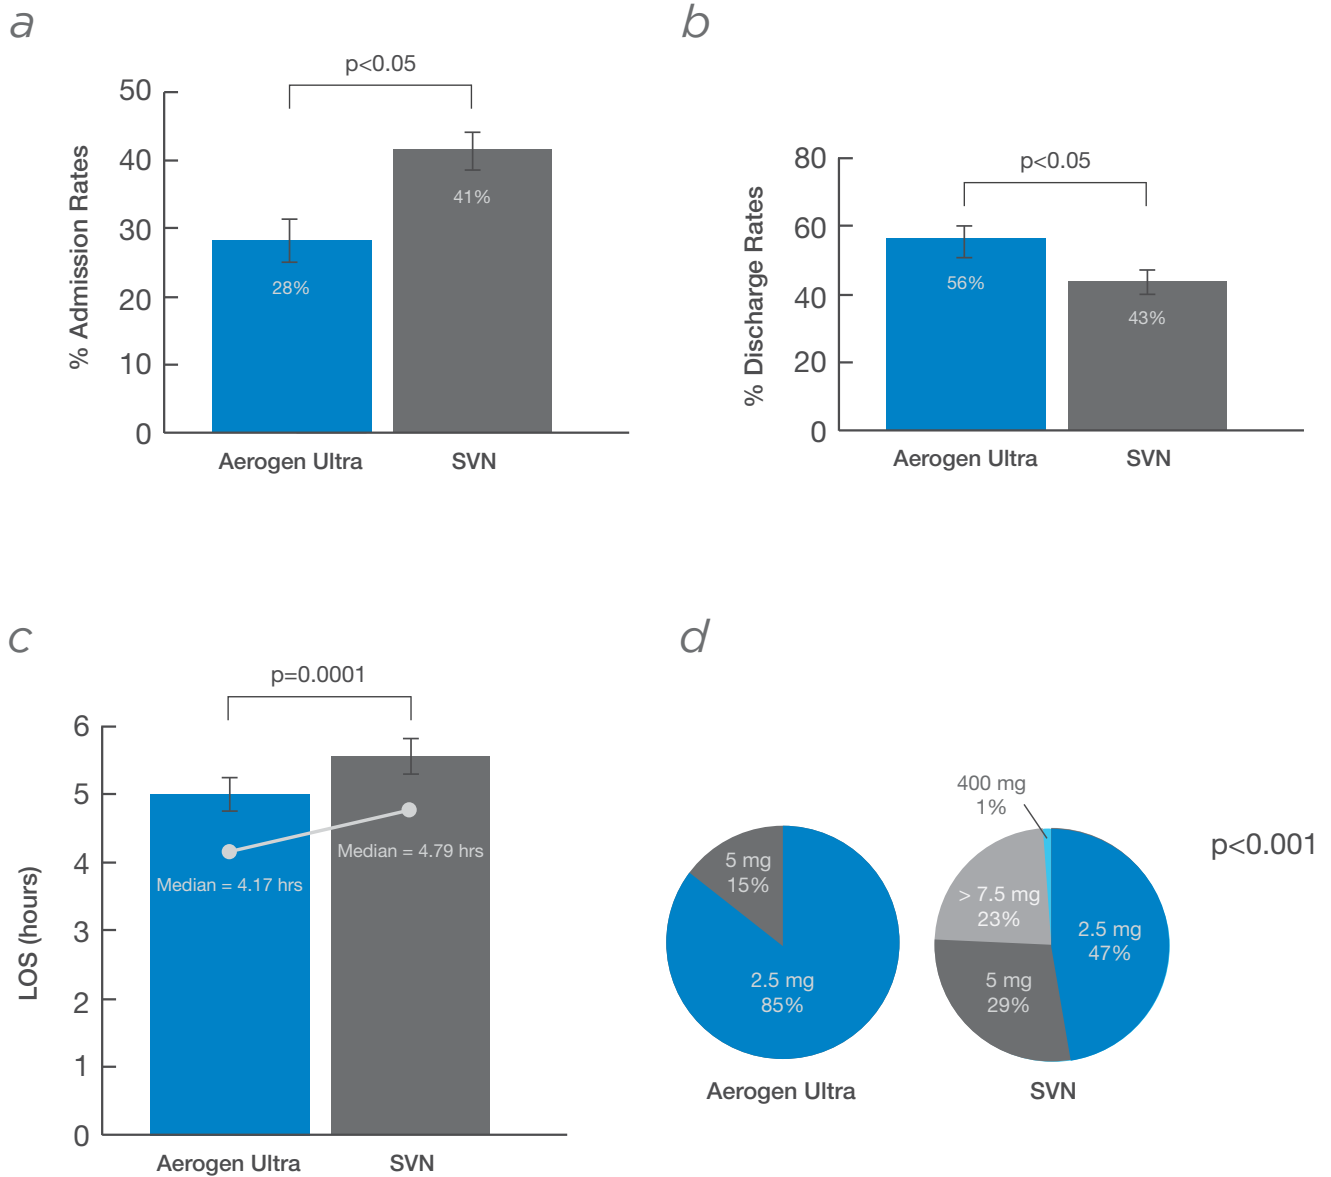 a
p<0.05
% Admission Rates
50
40
30
20
10
0
28%
41%
Aerogen Ultra
SVN
b
p<0.05
% Discharge Rates
80
60
40
20
0
56%
43%
Aerogen Ultra
SVN
c
p=0.0001
LOS (hours)
6
5
4
3
2
1
0
Median = 4.17 hrs
Median = 4.79 hrs
Aerogen Ultra
SVN
d
5 mg
15%
2.5 mg
85%
Aerogen Ultra
400 mg
1%
> 7.5 mg
23%
2.5 mg
47%
5 mg
29%
SVN
p<0.001